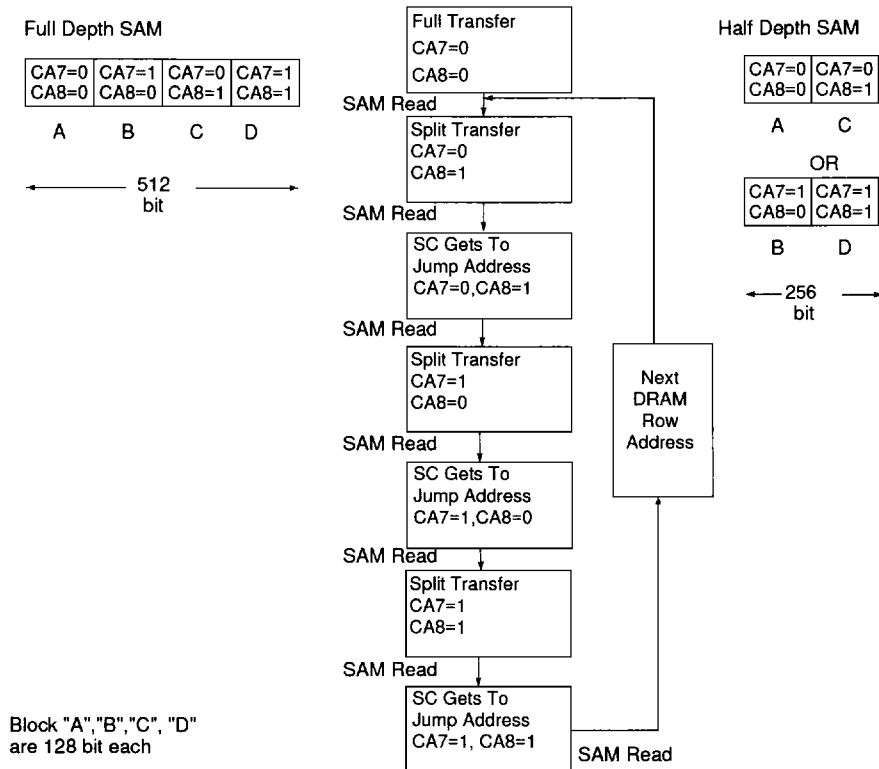 Full Depth SAM
CA7=0 CA7=1 CA7=0 CA7=1
CA8=0 CA8=0 CA8=1 CA8=1
A B C D
512
bit
Full Transfer
CA7=0
CA8=0
SAM Read
Split Transfer
CA7=0
CA8=1
SAM Read
SC Gets To
Jump Address
CA7=0,CA8=1
SAM Read
Split Transfer
CA7=1
CA8=0
SAM Read
SC Gets To
Jump Address
CA7=1,CA8=0
SAM Read
Split Transfer
CA7=1
CA8=1
SAM Read
SC Gets To
Jump Address
CA7=1, CA8=1
SAM Read
Next
DRAM
Row
Address
Half Depth SAM
CA7=0 CA7=0
CA8=0 CA8=1
A C
OR
CA7=1 CA7=1
CA8=0 CA8=1
B D
256
bit
Block "A","B","C", "D"
are 128 bit each